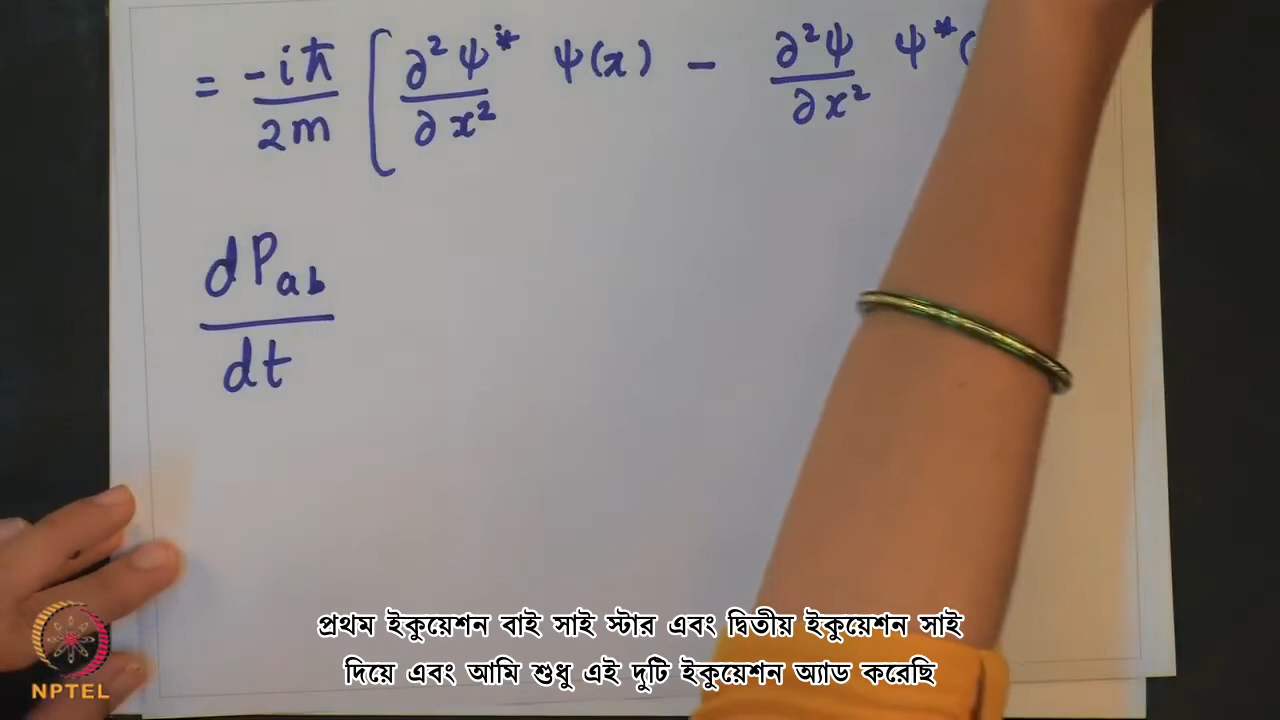 = -iħ/2m [ ∂²ψ*/∂x² ψ(x) - ∂²ψ/∂x² ψ*(
dPab/dt
প্রথম ইকুয়েশন বাই সাই স্টার এবং দ্বিতীয় ইকুয়েশন সাই
দিয়ে এবং আমি শুধু এই দুটি ইকুয়েশন অ্যাড করেছি
NPTEL